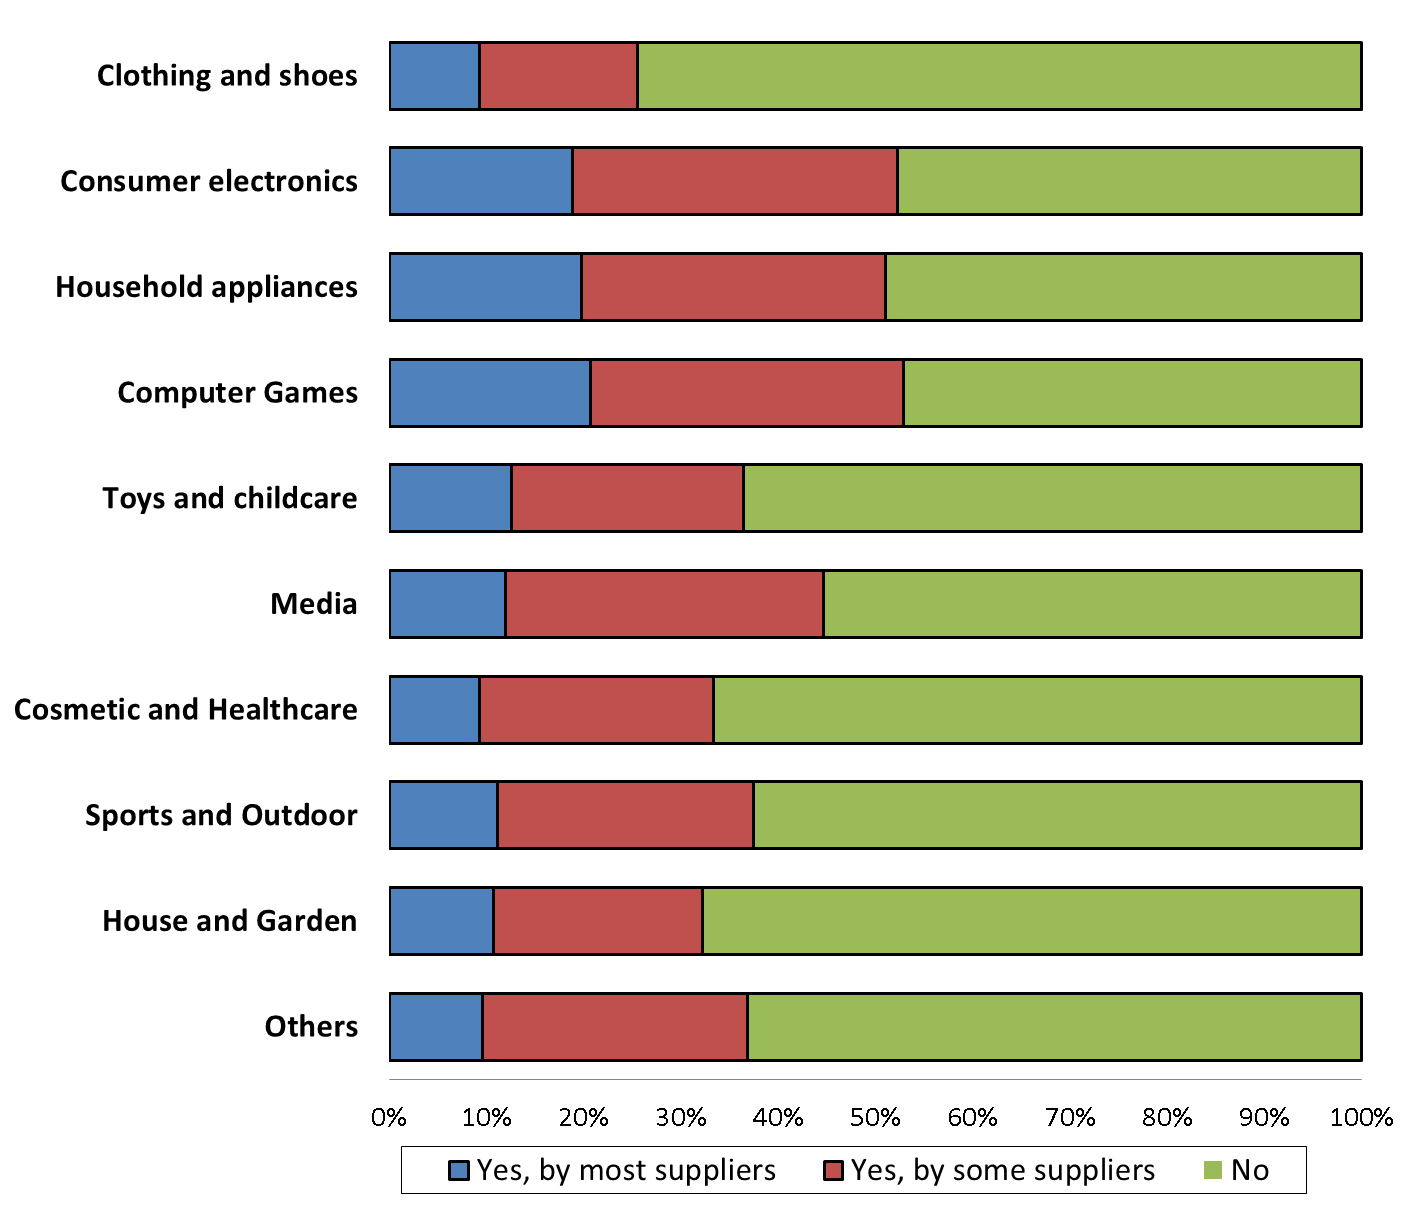 Clothing and shoes
Consumer electronics
Household appliances
Computer Games
Toys and childcare
Media
Cosmetic and Healthcare
Sports and Outdoor
House and Garden
Others
0% 10% 20% 30% 40% 50% 60% 70% 80% 90% 100%
Yes, by most suppliers Yes, by some suppliers No